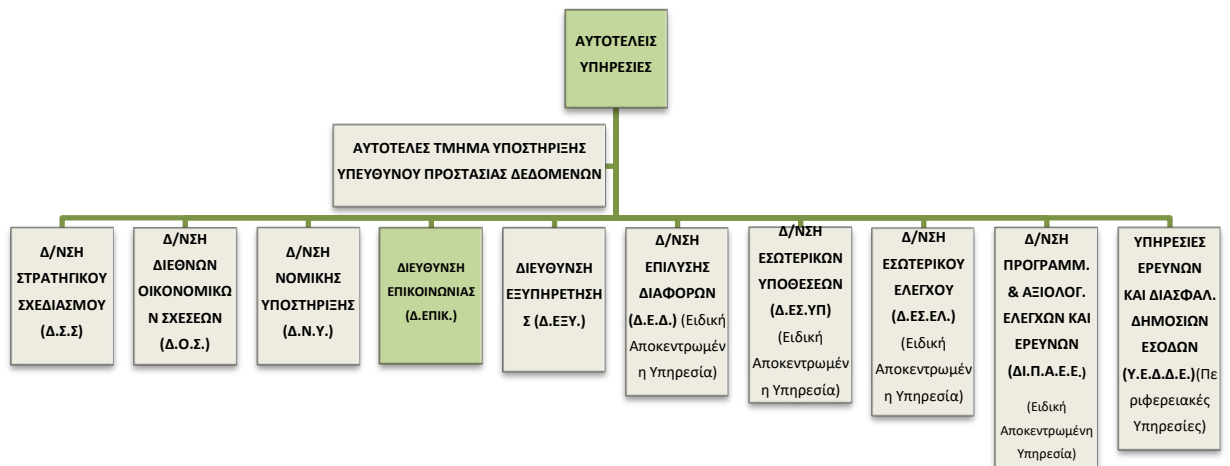 ΑΥΤΟΤΕΛΕΙΣ
ΥΠΗΡΕΣΙΕΣ
ΑΥΤΟΤΕΛΕΣ ΤΜΗΜΑ ΥΠΟΣΤΗΡΙΞΗΣ
ΥΠΕΥΘΥΝΟΥ ΠΡΟΣΤΑΣΙΑΣ ΔΕΔΟΜΕΝΩΝ
Δ/ΝΣΗ
ΣΤΡΑΤΗΓΙΚΟΥ
ΣΧΕΔΙΑΣΜΟΥ
(Δ.Σ.Σ)
Δ/ΝΣΗ
ΔΙΕΘΝΩΝ
ΟΙΚΟΝΟΜΙΚΩ
Ν ΣΧΕΣΕΩΝ
(Δ.Ο.Σ.)
Δ/ΝΣΗ
ΝΟΜΙΚΗΣ
ΥΠΟΣΤΗΡΙΞΗΣ
(Δ.Ν.Υ.)
ΔΙΕΥΘΥΝΣΗ
ΕΠΙΚΟΙΝΩΝΙΑΣ
(Δ.ΕΠΙΚ.)
ΔΙΕΥΘΥΝΣΗ
ΕΞΥΠΗΡΕΤΗΣΗ
Σ (Δ.ΕΞΥ.)
Δ/ΝΣΗ
ΕΠΙΛΥΣΗΣ
ΔΙΑΦΟΡΩΝ
(Δ.Ε.Δ.) (Ειδική
Αποκεντρωμέν
η Υπηρεσία)
Δ/ΝΣΗ
ΕΣΩΤΕΡΙΚΩΝ
ΥΠΟΘΕΣΕΩΝ
(Δ.ΕΣ.ΥΠ)
(Ειδική
Αποκεντρωμέν
η Υπηρεσία)
Δ/ΝΣΗ
ΕΣΩΤΕΡΙΚΟΥ
ΕΛΕΓΧΟΥ
(Δ.ΕΣ.ΕΛ.)
(Ειδική
Αποκεντρωμέν
η Υπηρεσία)
Δ/ΝΣΗ
ΠΡΟΓΡΑΜΜ.
& ΑΞΙΟΛΟΓ.
ΕΛΕΓΧΩΝ ΚΑΙ
ΕΡΕΥΝΩΝ
(ΔΙ.Π.Α.Ε.Ε.)
(Ειδική
Αποκεντρωμένη
Υπηρεσία)
ΥΠΗΡΕΣΙΕΣ
ΕΡΕΥΝΩΝ
ΚΑΙ ΔΙΑΣΦΑΛ.
ΔΗΜΟΣΙΩΝ
ΕΣΟΔΩΝ
(Υ.Ε.Δ.Δ.Ε.)(Πε
ριφερειακές
Υπηρεσίες)